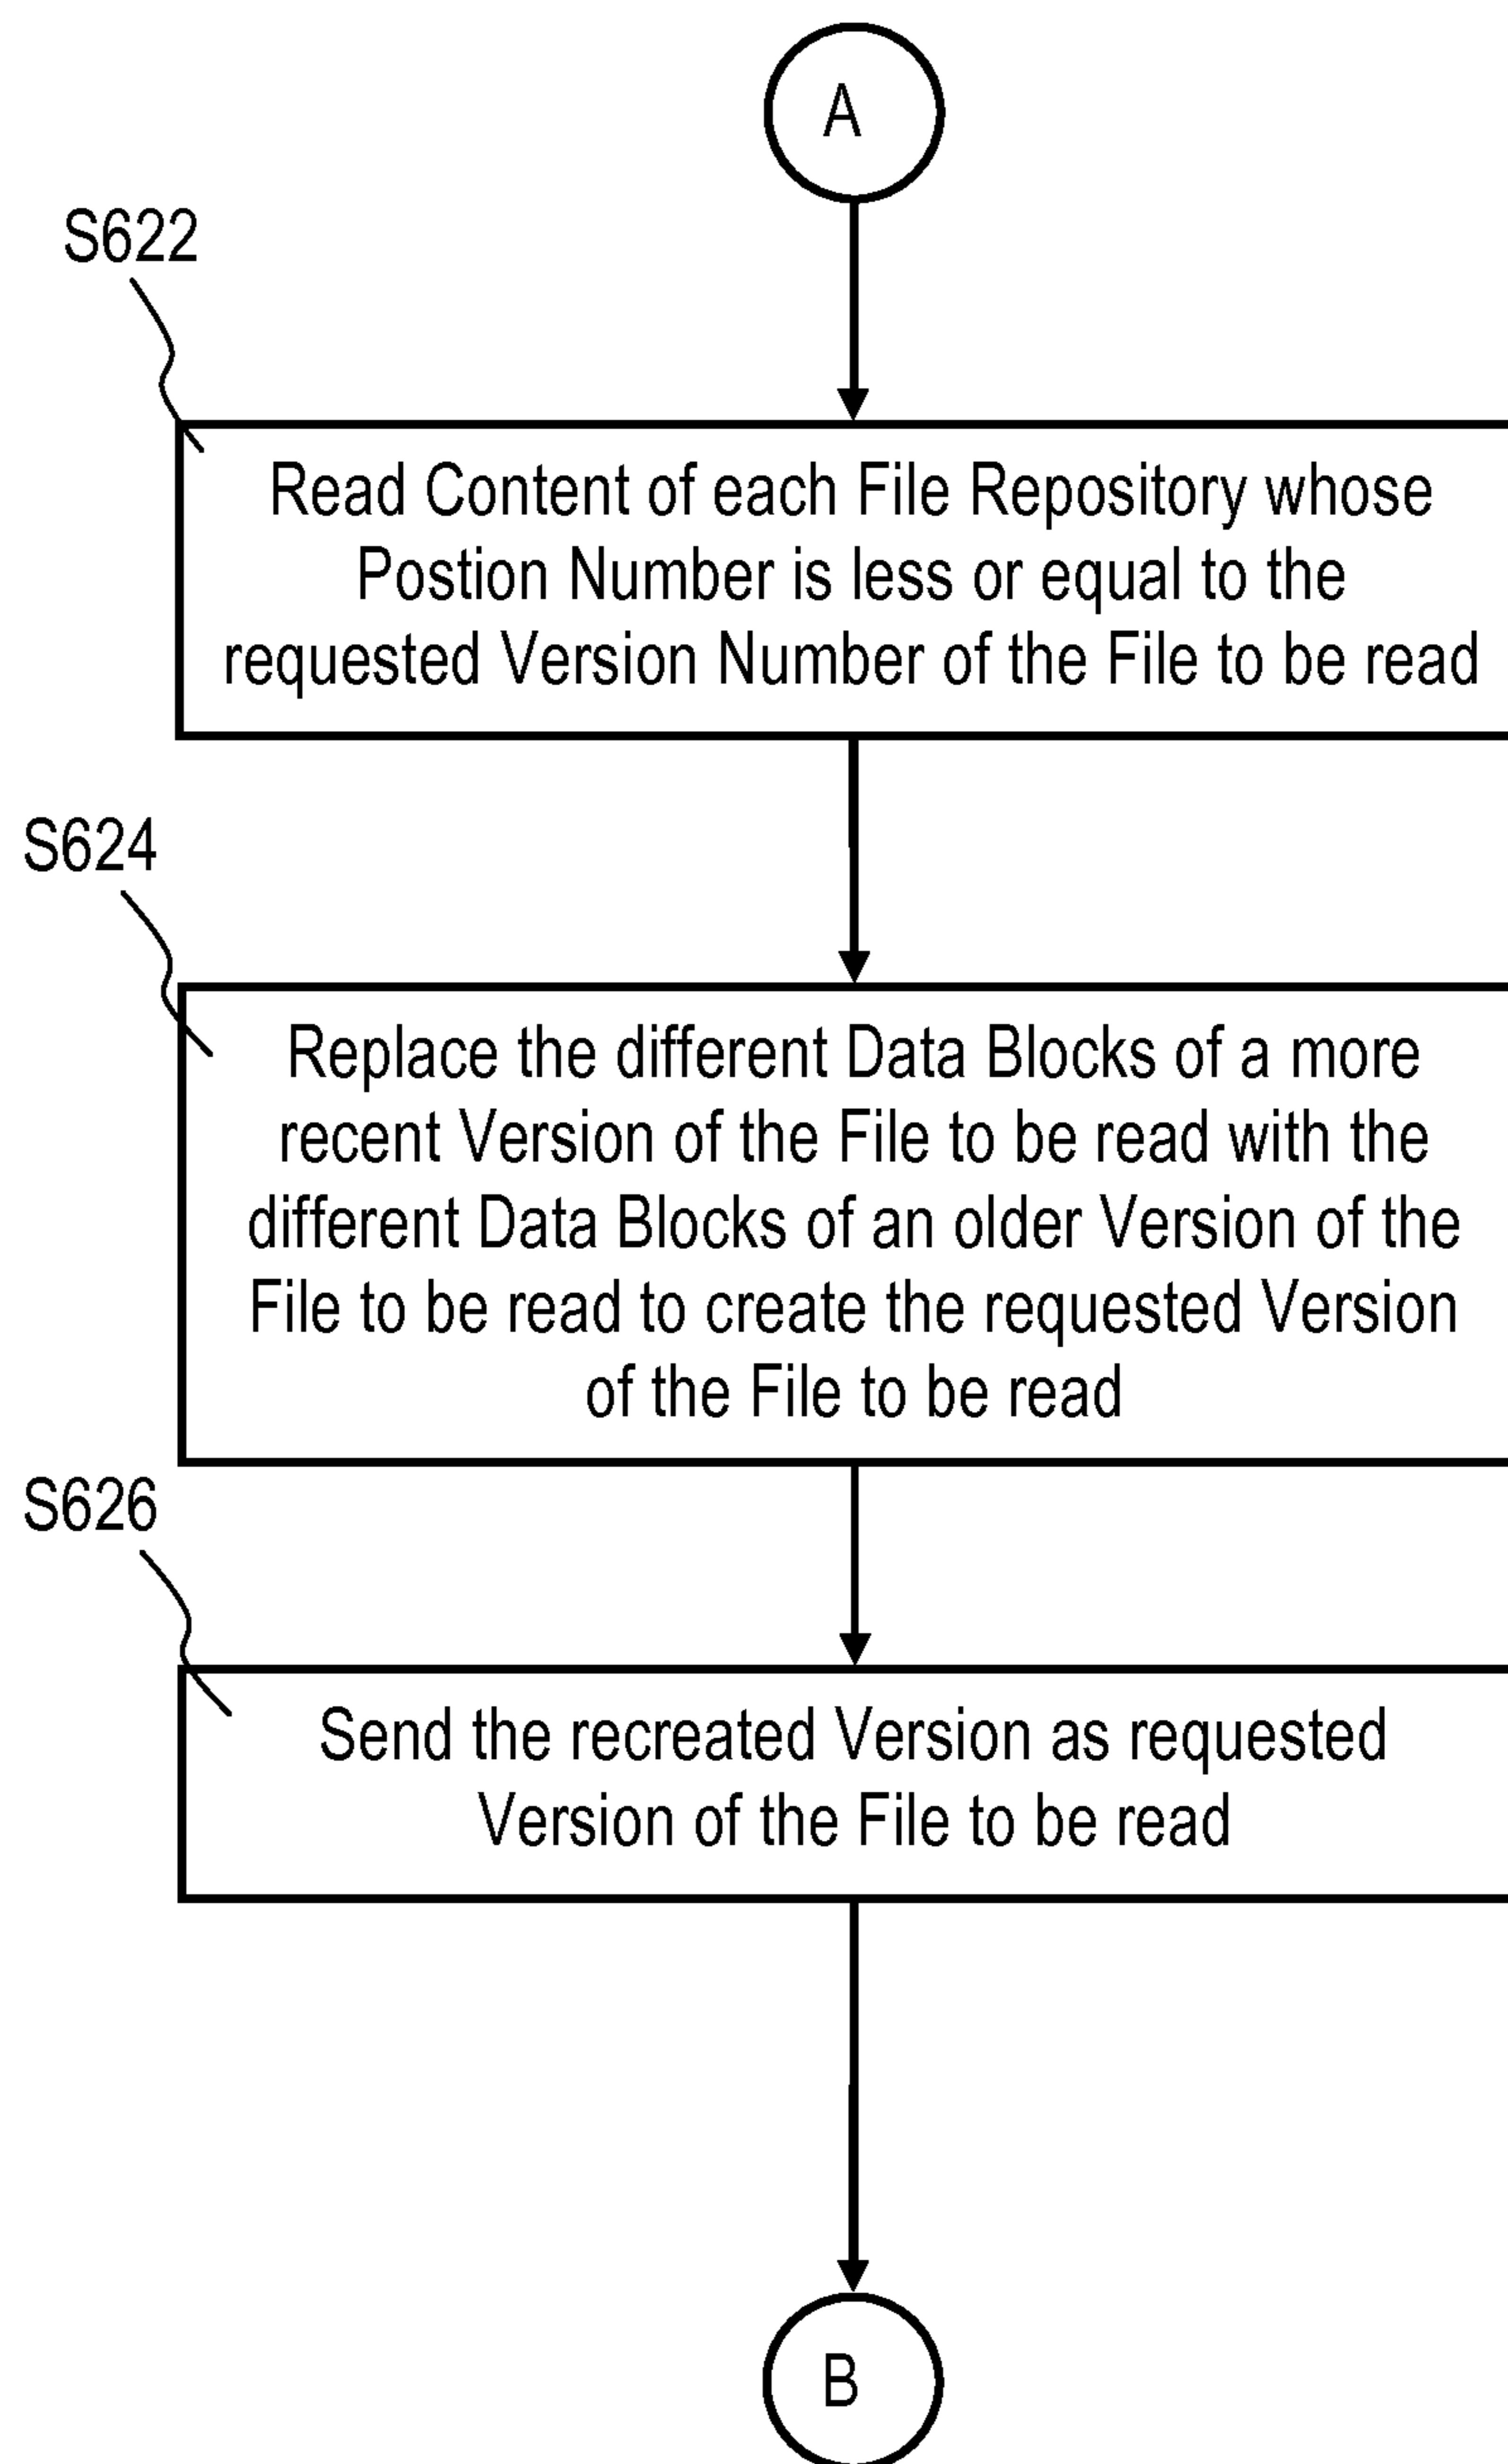 A
S622
Read Content of each File Repository whose
Postion Number is less or equal to the
requested Version Number of the File to be read
S624
Replace the different Data Blocks of a more
recent Version of the File to be read with the
different Data Blocks of an older Version of the
File to be read to create the requested Version
of the File to be read
S626
Send the recreated Version as requested
Version of the File to be read
B